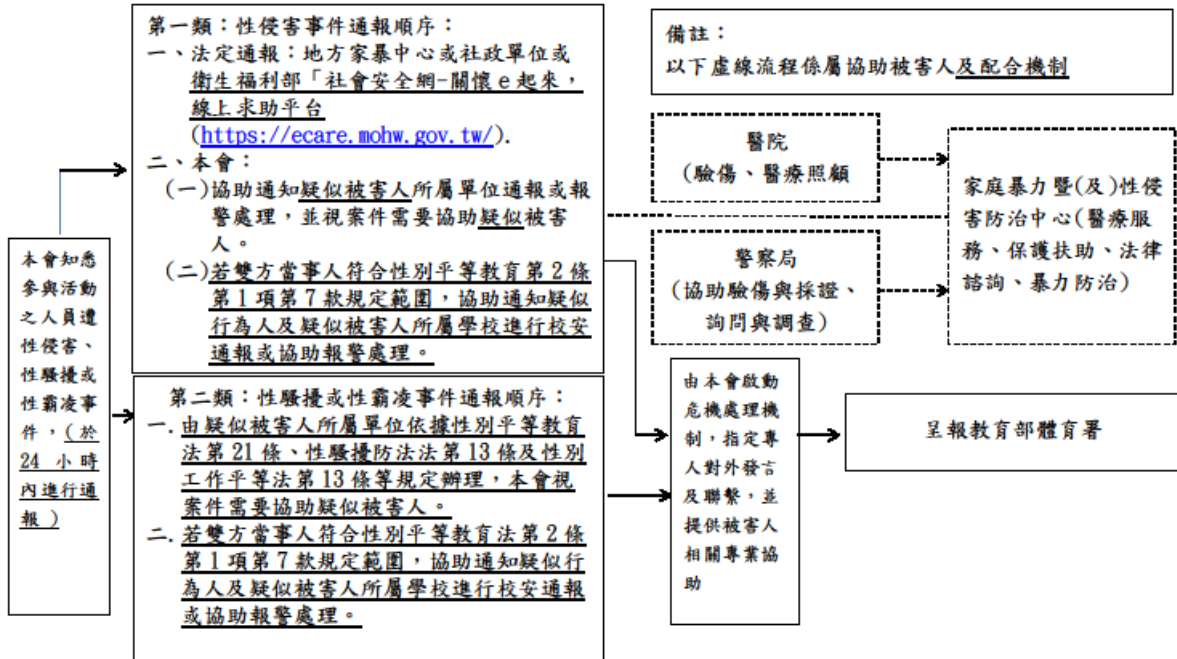 本會知悉
參與活動
之人員遭
性侵害、
性騷擾或
性霸凌事
件，(於
24 小時
內進行通
報)
第一類：性侵害事件通報順序：
一、法定通報：地方家暴中心或社政單位或
衛生福利部「社會安全網-關懷 e 起來，
線上求助平台
(https://ecare.mohw.gov.tw/).
二、本會：
(一)協助通知疑似被害人所屬單位通報或報
警處理，並視案件需要協助疑似被害
人。
(二)若雙方當事人符合性別平等教育第 2 條
第 1 項第 7 款規定範圍，協助通知疑似
行為人及疑似被害人所屬學校進行校安
通報或協助報警處理。
第二類：性騷擾或性霸凌事件通報順序：
一.由疑似被害人所屬單位依據性別平等教育
法第 21 條、性騷擾防法法第 13 條及性別
工作平等法第 13 條等規定辦理，本會視
案件需要協助疑似被害人。
二.若雙方當事人符合性別平等教育法第 2 條
第 1 項第 7 款規定範圍，協助通知疑似行
為人及疑似被害人所屬學校進行校安通報
或協助報警處理。
備註：
以下虛線流程係屬協助被害人及配合機制
醫院
(驗傷、醫療照顧
警察局
(協助驗傷與採證、
詢問與調查)
家庭暴力暨(及)性侵
害防治中心(醫療服
務、保護扶助、法律
諮詢、暴力防治)
由本會啟動
危機處理機
制，指定專
人對外發言
及聯繫，並
提供被害人
相關專業協
助
呈報教育部體育署